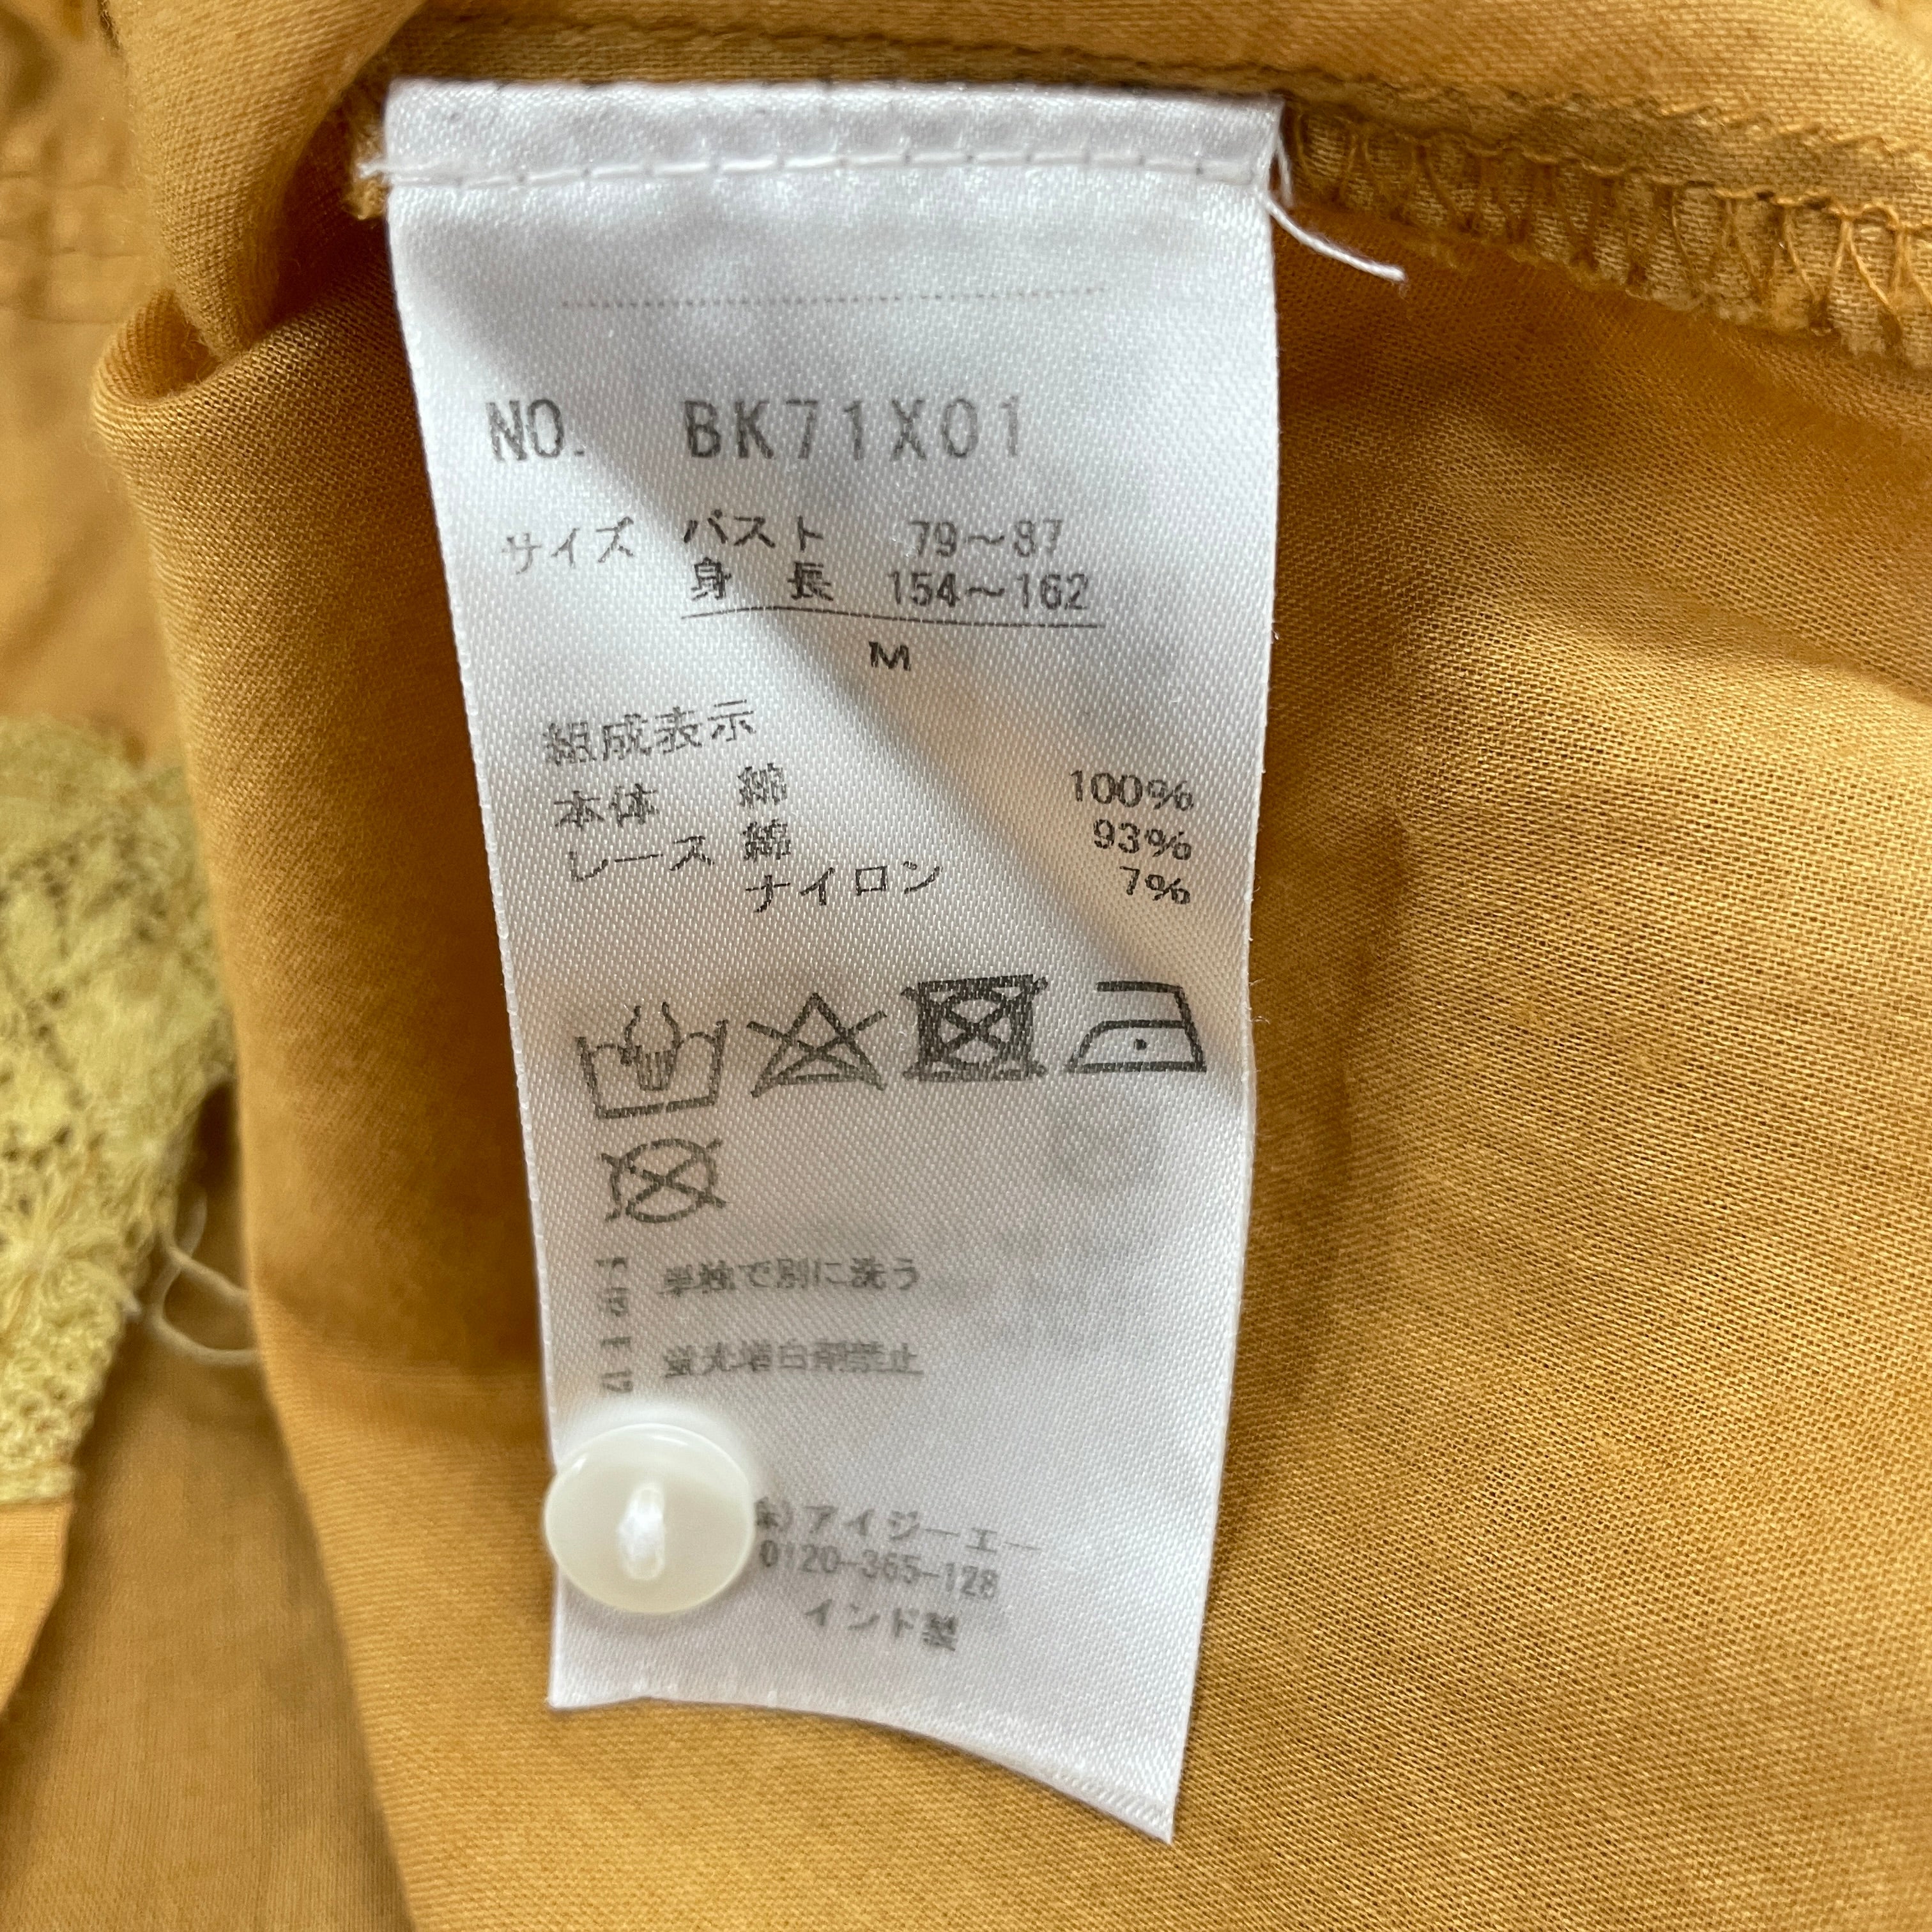 NO. BK71X01
サイズ バスト 79～87
身 長 154～162
M
組成表示
本体 綿 100%
レース 綿 93%
ナイロン 7%
単独で別に洗う
蛍光増白剤禁止
アイジーエー
0120-365-128
インド製